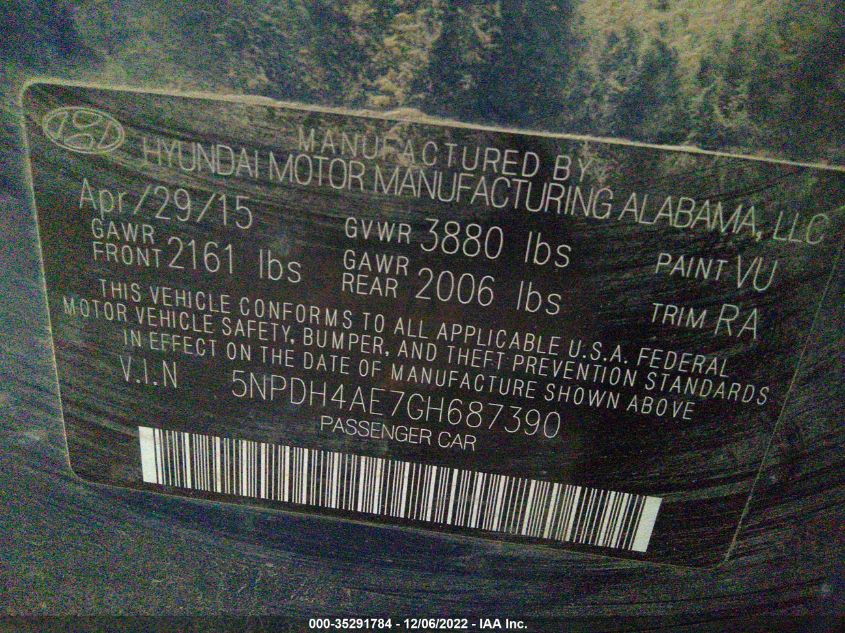 MANUFACTURED BY
HYUNDAI MOTOR MANUFACTURING ALABAMA, LLC
Apr/29/15 GVWR 3880 lbs PAINT VU
GAWR FRONT 2161 lbs GAWR REAR 2006 lbs TRIM RA
THIS VEHICLE CONFORMS TO ALL APPLICABLE U.S.A. FEDERAL
MOTOR VEHICLE SAFETY, BUMPER, AND THEFT PREVENTION STANDARDS
IN EFFECT ON THE DATE OF MANUFACTURE SHOWN ABOVE
V.I.N 5NPDH4AE7GH687390
PASSENGER CAR
000-35291784 - 12/06/2022 - IAA Inc.